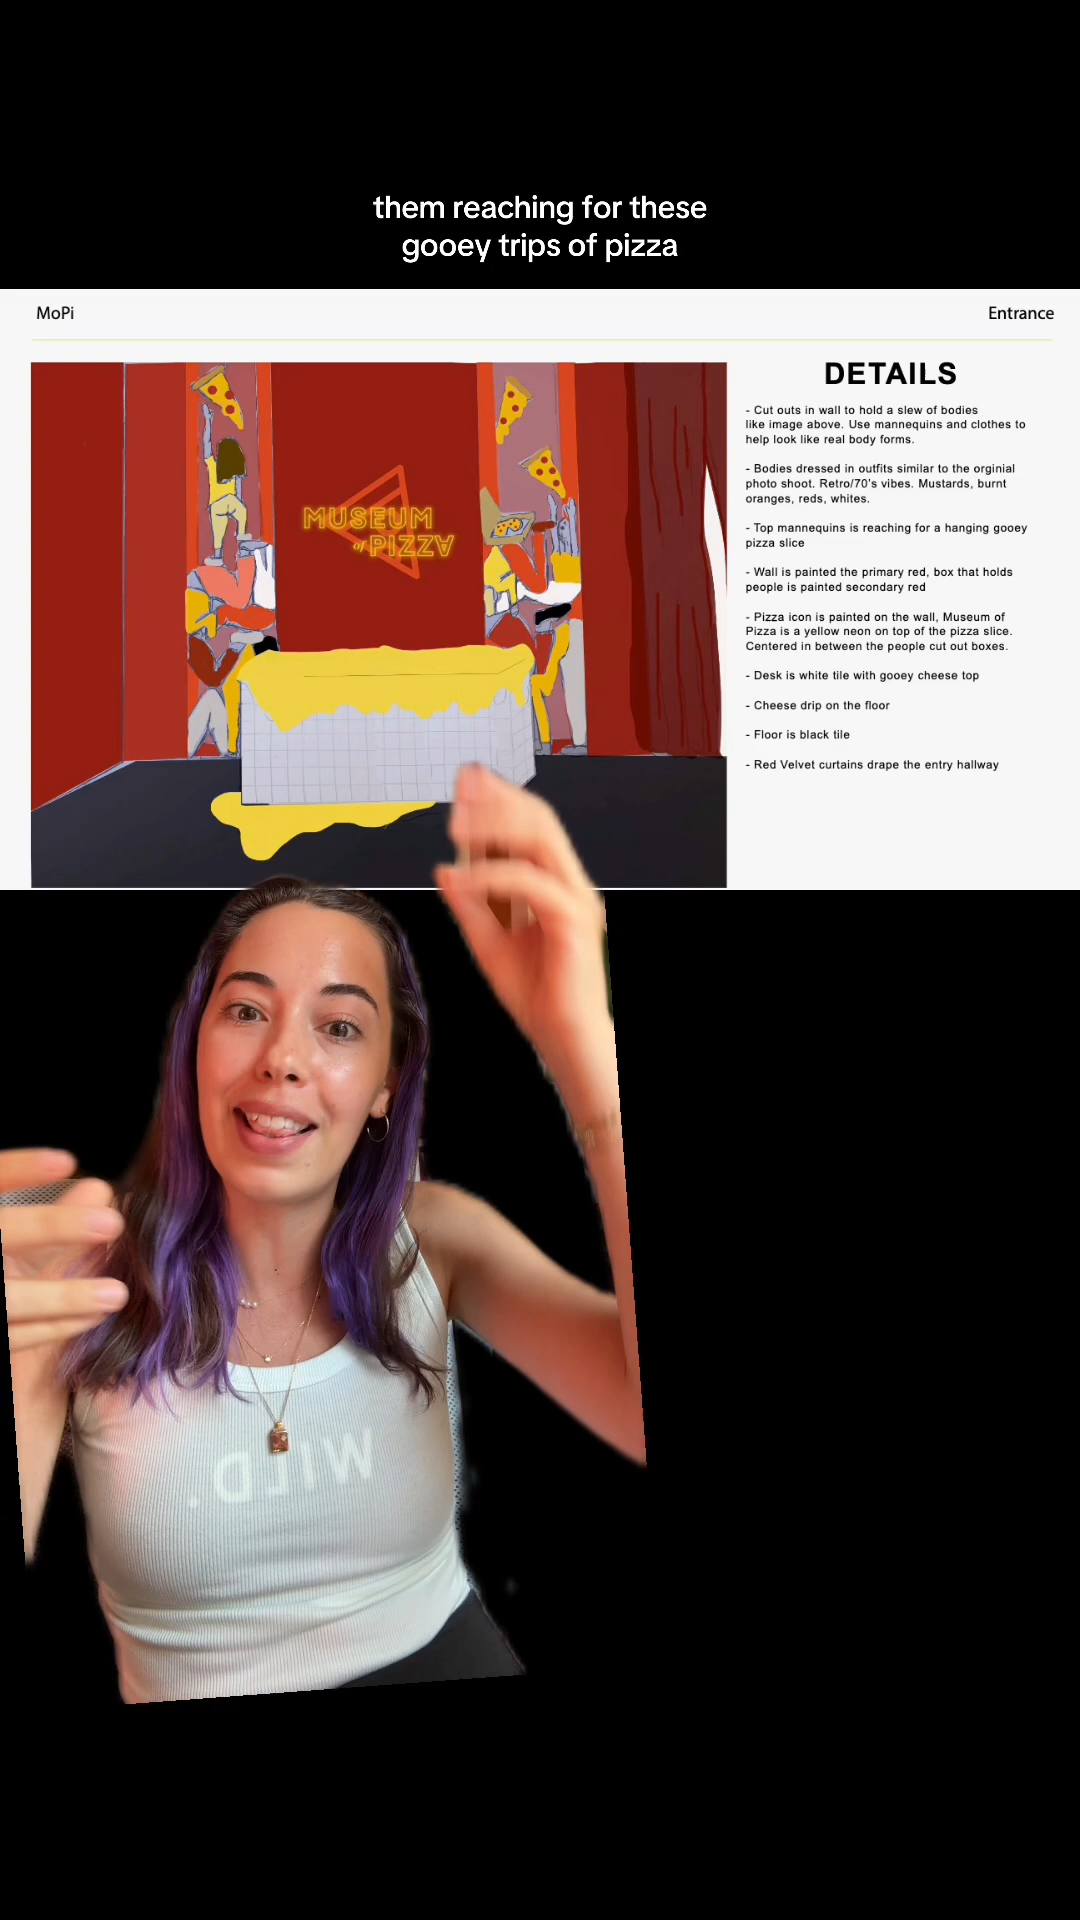 them reaching for these
gooey trips of pizza
MoPi
Entrance
DETAILS
- Cut outs in wall to hold a slew of bodies
like image above. Use mannequins and clothes to
help look like real body forms.
- Bodies dressed in outfits similar to the orginial
photo shoot. Retro/70's vibes. Mustards, burnt
oranges, reds, whites.
- Top mannequins is reaching for a hanging gooey
pizza slice
- Wall is painted the primary red, box that holds
people is painted secondary red
- Pizza icon is painted on the wall, Museum of
Pizza is a yellow neon on top of the pizza slice.
Centered in between the people cut out boxes.
- Desk is white tile with gooey cheese top
- Cheese drip on the floor
- Floor is black tile
- Red Velvet curtains drape the entry hallway
MUSEUM
of PIZZA
WILD.